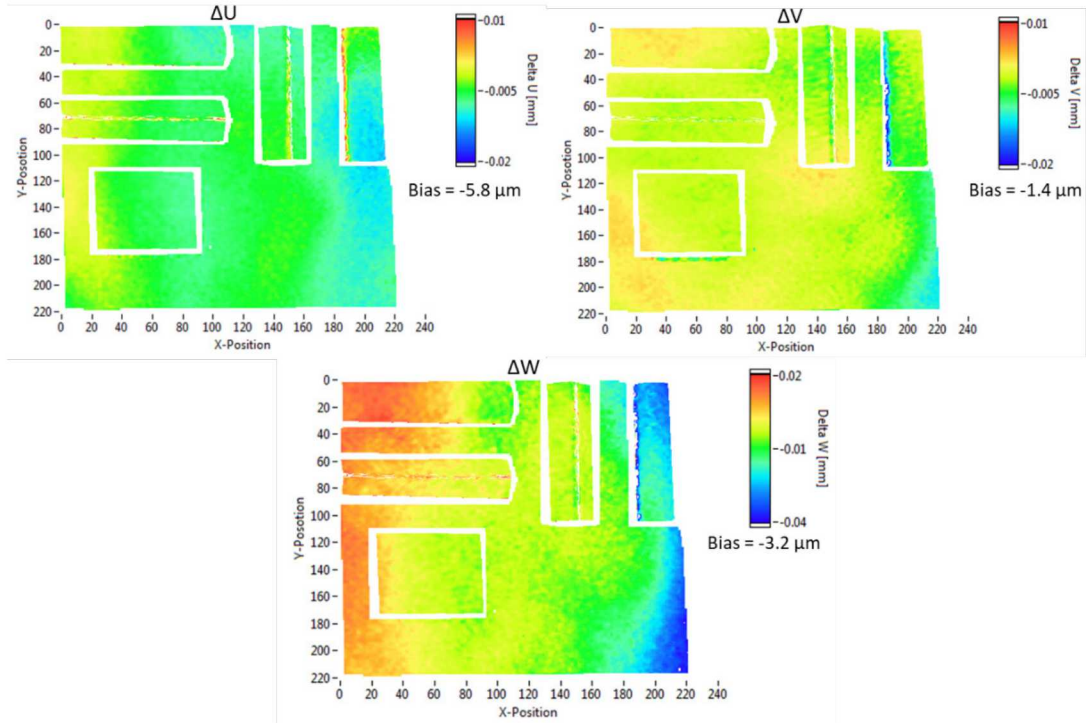 ΔU
0
20
40
60
80
100
120
140
160
180
200
220
Y-Posotion
0 20 40 60 80 100 120 140 160 180 200 220 240
X-Position
0.01
-0.005
-0.02
Delta U [mm]
Bias = -5.8 µm
ΔV
0
20
40
60
80
100
120
140
160
180
200
220
Y-Posotion
0 20 40 60 80 100 120 140 160 180 200 220 240
X-Position
0.01
-0.005
-0.02
Delta V [mm]
Bias = -1.4 µm
ΔW
0
20
40
60
80
100
120
140
160
180
200
220
Y-Posotion
0 20 40 60 80 100 120 140 160 180 200 220 240
X-Position
0.02
-0.01
-0.04
Delta W [mm]
Bias = -3.2 µm